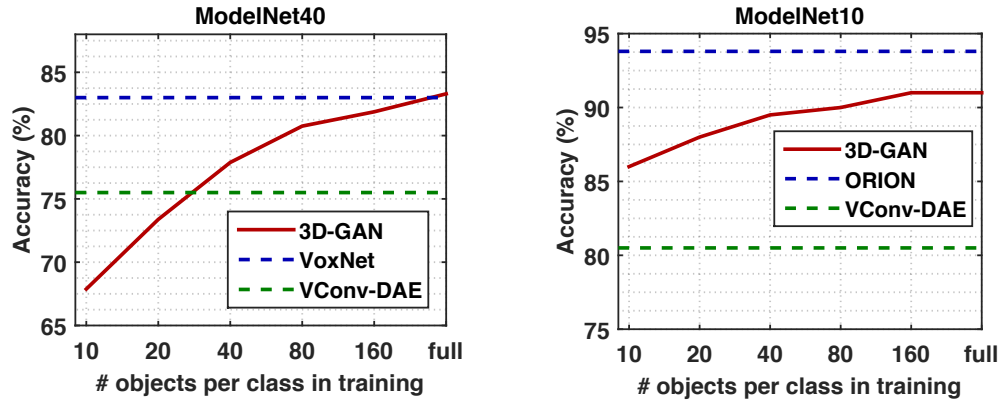 ModelNet40
Accuracy (%)
85
80
75
70
65
3D-GAN
VoxNet
VConv-DAE
10 20 40 80 160 full
# objects per class in training
ModelNet10
Accuracy (%)
95
90
85
80
75
3D-GAN
ORION
VConv-DAE
10 20 40 80 160 full
# objects per class in training